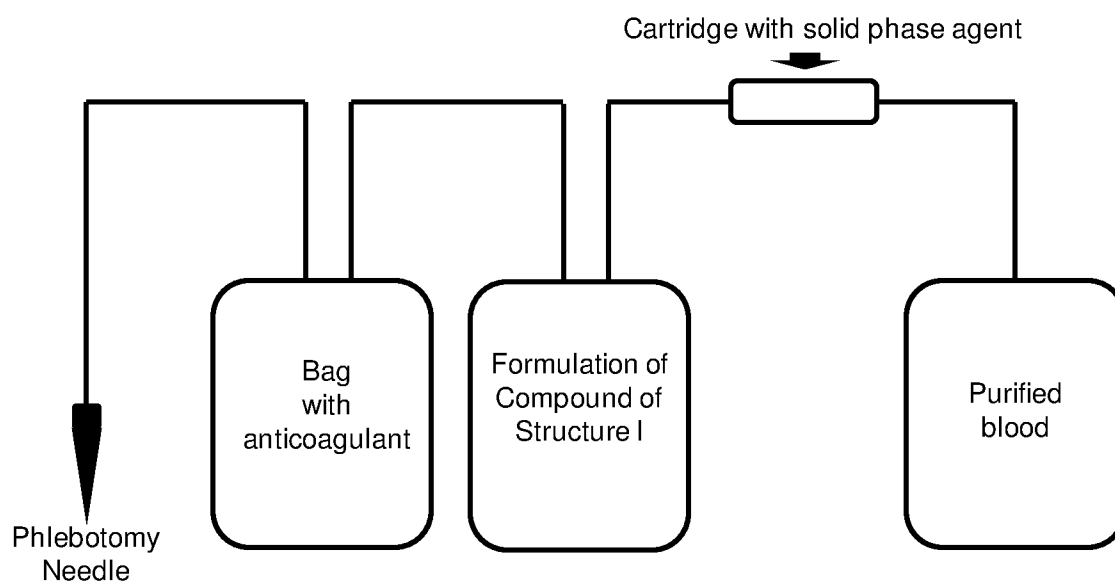 Cartridge with solid phase agent
Bag
with
anticoagulant
Formulation of
Compound of
Structure I
Purified
blood
Phlebotomy
Needle